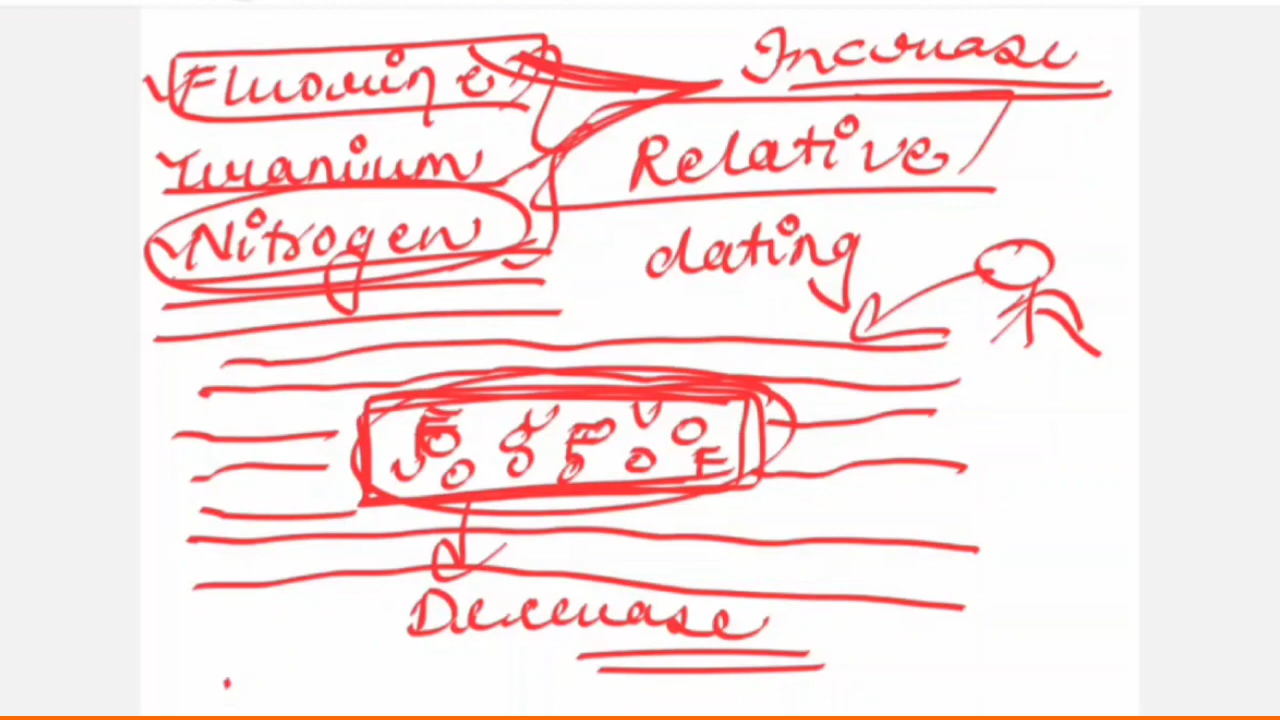 Fluorine Increase
Uranium Relative
Nitrogen dating
Decrease